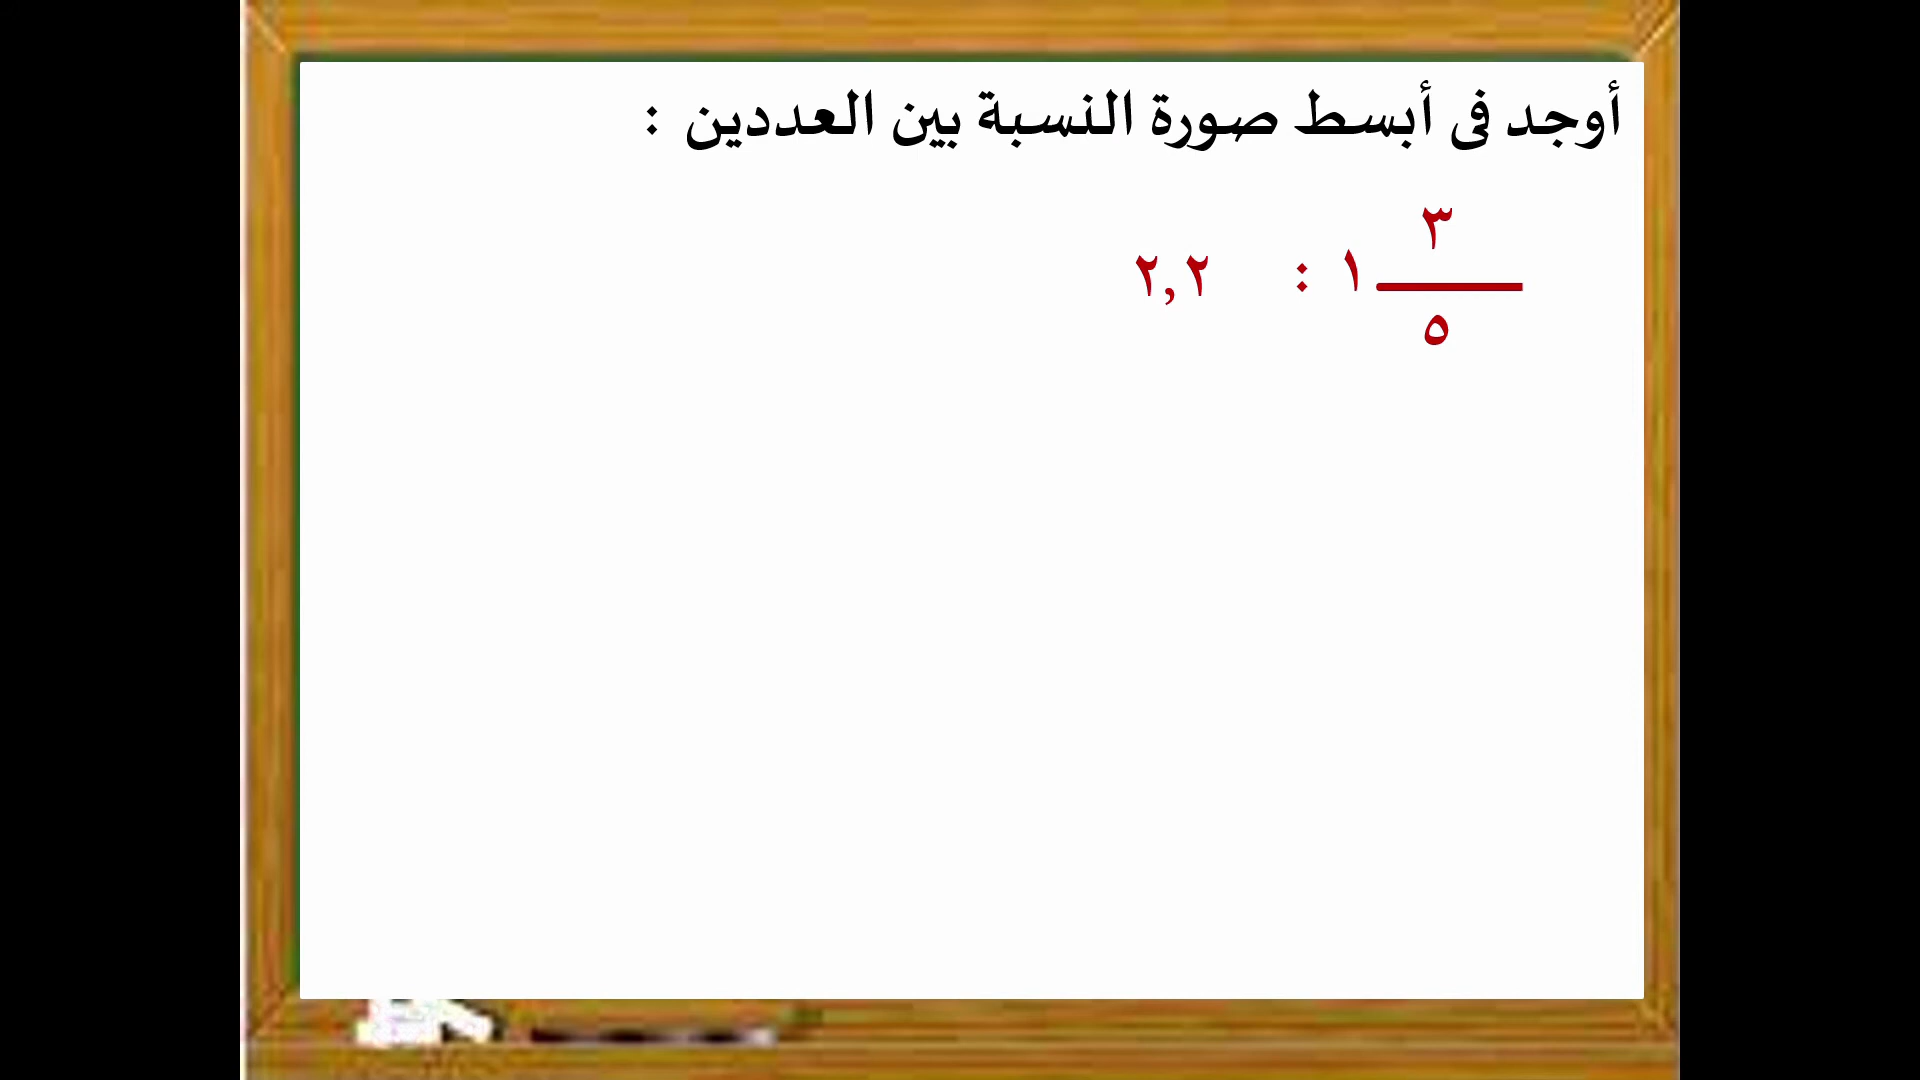 أوجد فى أبسط صورة النسبة بين العددين :
٣
١ : ٢,٢
٥